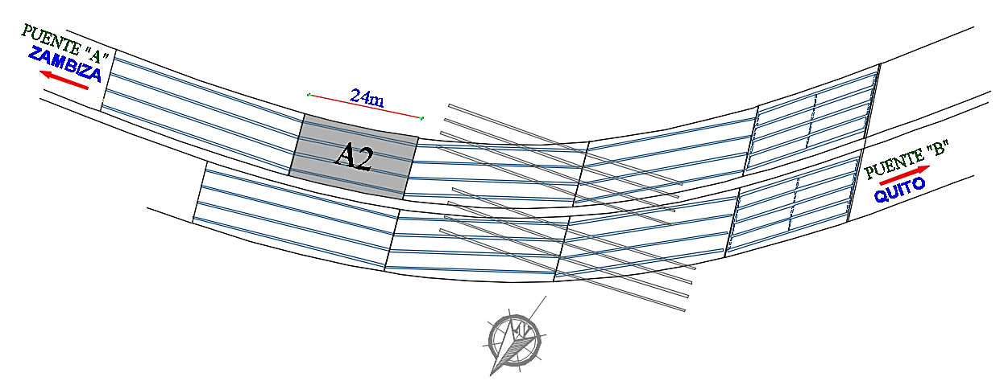 PUENTE "A"
ZAMBIZA
24m
A2
PUENTE "B"
QUITO
N